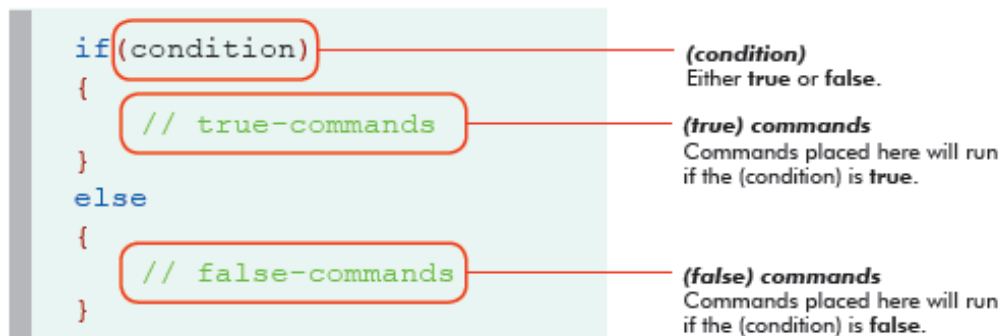 if(condition)
{
// true-commands
}
else
{
// false-commands
}
(condition)
Either true or false.
(true) commands
Commands placed here will run
if the (condition) is true.
(false) commands
Commands placed here will run
if the (condition) is false.